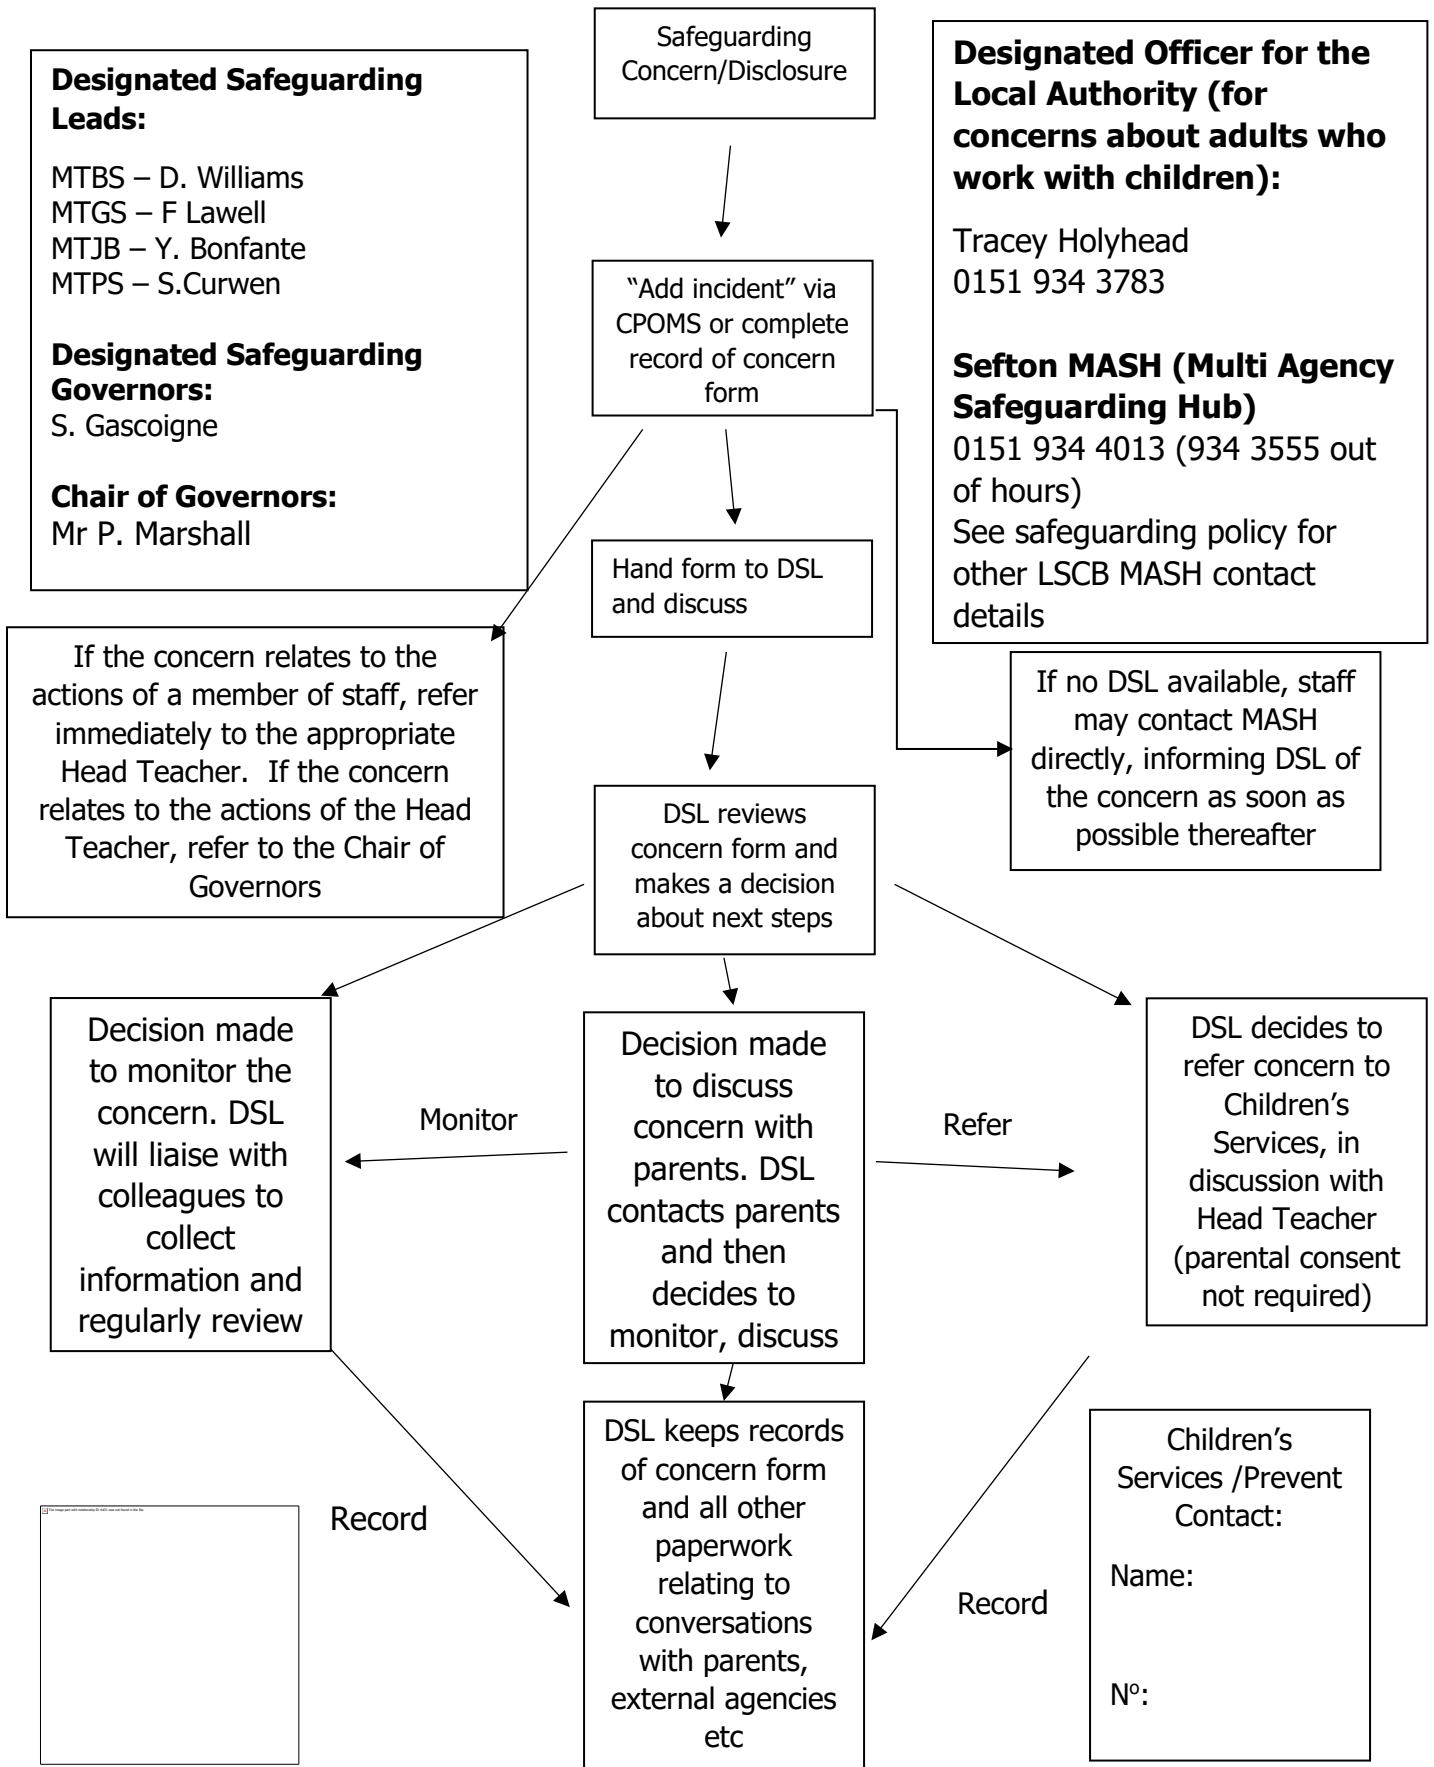 Safeguarding
Concern/Disclosure
Designated Safeguarding
Leads:
MTBS – D. Williams
MTGS – F Lawell
MTJB – Y. Bonfante
MTPS – S.Curwen
Designated Safeguarding
Governors:
S. Gascoigne
Chair of Governors:
Mr P. Marshall
Designated Officer for the
Local Authority (for
concerns about adults who
work with children):
Tracey Holyhead
0151 934 3783
Sefton MASH (Multi Agency
Safeguarding Hub)
0151 934 4013 (934 3555 out
of hours)
See safeguarding policy for
other LSCB MASH contact
details
“Add incident” via
CPOMS or complete
record of concern
form
Hand form to DSL
and discuss
If the concern relates to the
actions of a member of staff, refer
immediately to the appropriate
Head Teacher.  If the concern
relates to the actions of the Head
Teacher, refer to the Chair of
Governors
If no DSL available, staff
may contact MASH
directly, informing DSL of
the concern as soon as
possible thereafter
DSL reviews
concern form and
makes a decision
about next steps
Decision made
to monitor the
concern. DSL
will liaise with
colleagues to
collect
information and
regularly review
Monitor
Decision made
to discuss
concern with
parents. DSL
contacts parents
and then
decides to
monitor, discuss
Refer
DSL decides to
refer concern to
Children’s
Services, in
discussion with
Head Teacher
(parental consent
not required)
Record
DSL keeps records
of concern form
and all other
paperwork
relating to
conversations
with parents,
external agencies
etc
Record
Children’s
Services /Prevent
Contact:
Name:
Nº: